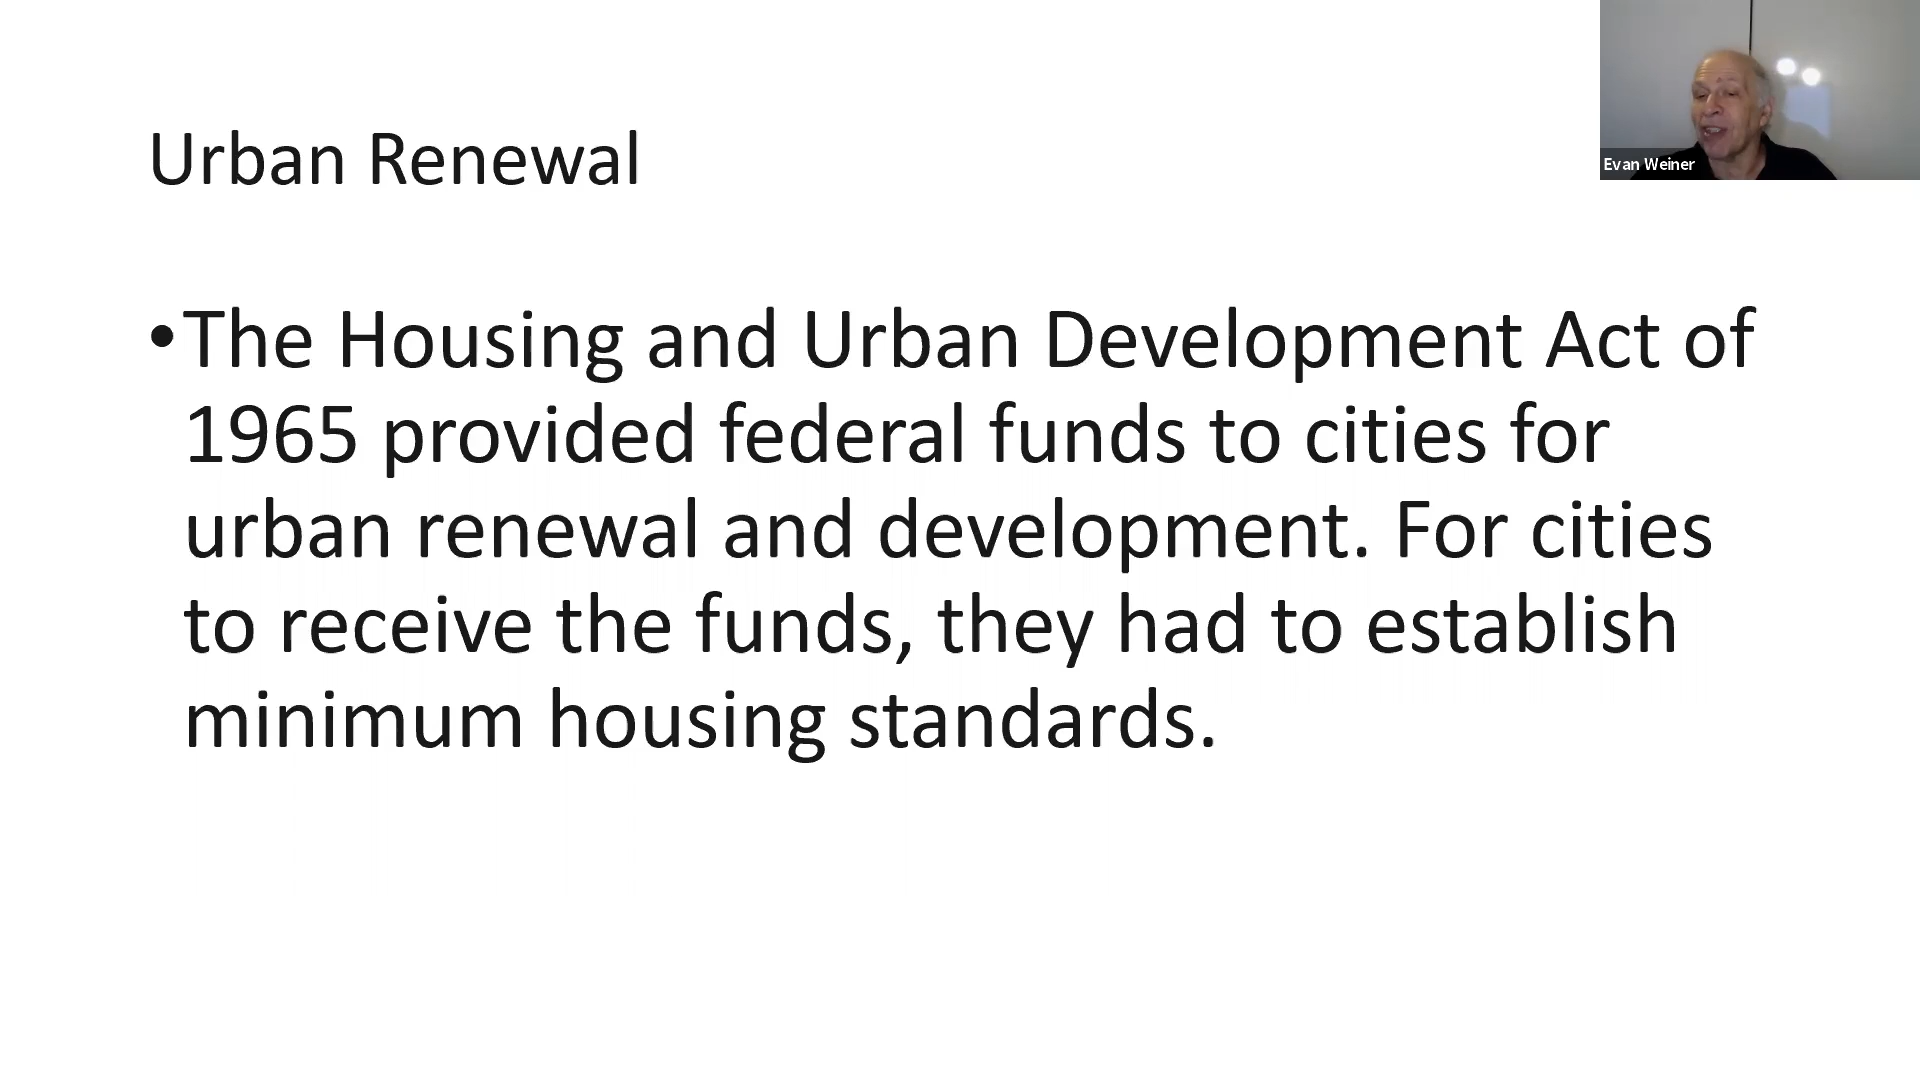 Urban Renewal
Evan Weiner
•The Housing and Urban Development Act of
1965 provided federal funds to cities for
urban renewal and development. For cities
to receive the funds, they had to establish
minimum housing standards.